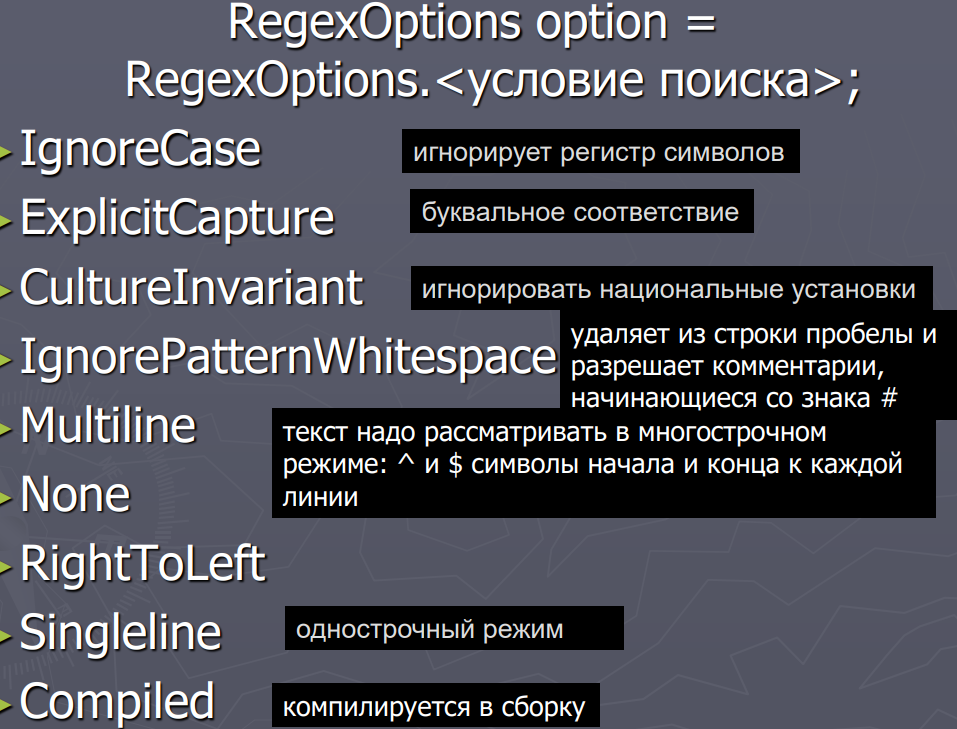 RegexOptions option =
RegexOptions.<условие поиска>;
IgnoreCase
игнорирует регистр символов
ExplicitCapture
буквальное соответствие
CultureInvariant
игнорировать национальные установки
IgnorePatternWhitespace
удаляет из строки пробелы и
разрешает комментарии,
начинающиеся со знака #
Multiline
текст надо рассматривать в многострочном
режиме: ^ и $ символы начала и конца к каждой
линии
None
RightToLeft
Singleline
однострочный режим
Compiled
компилируется в сборку